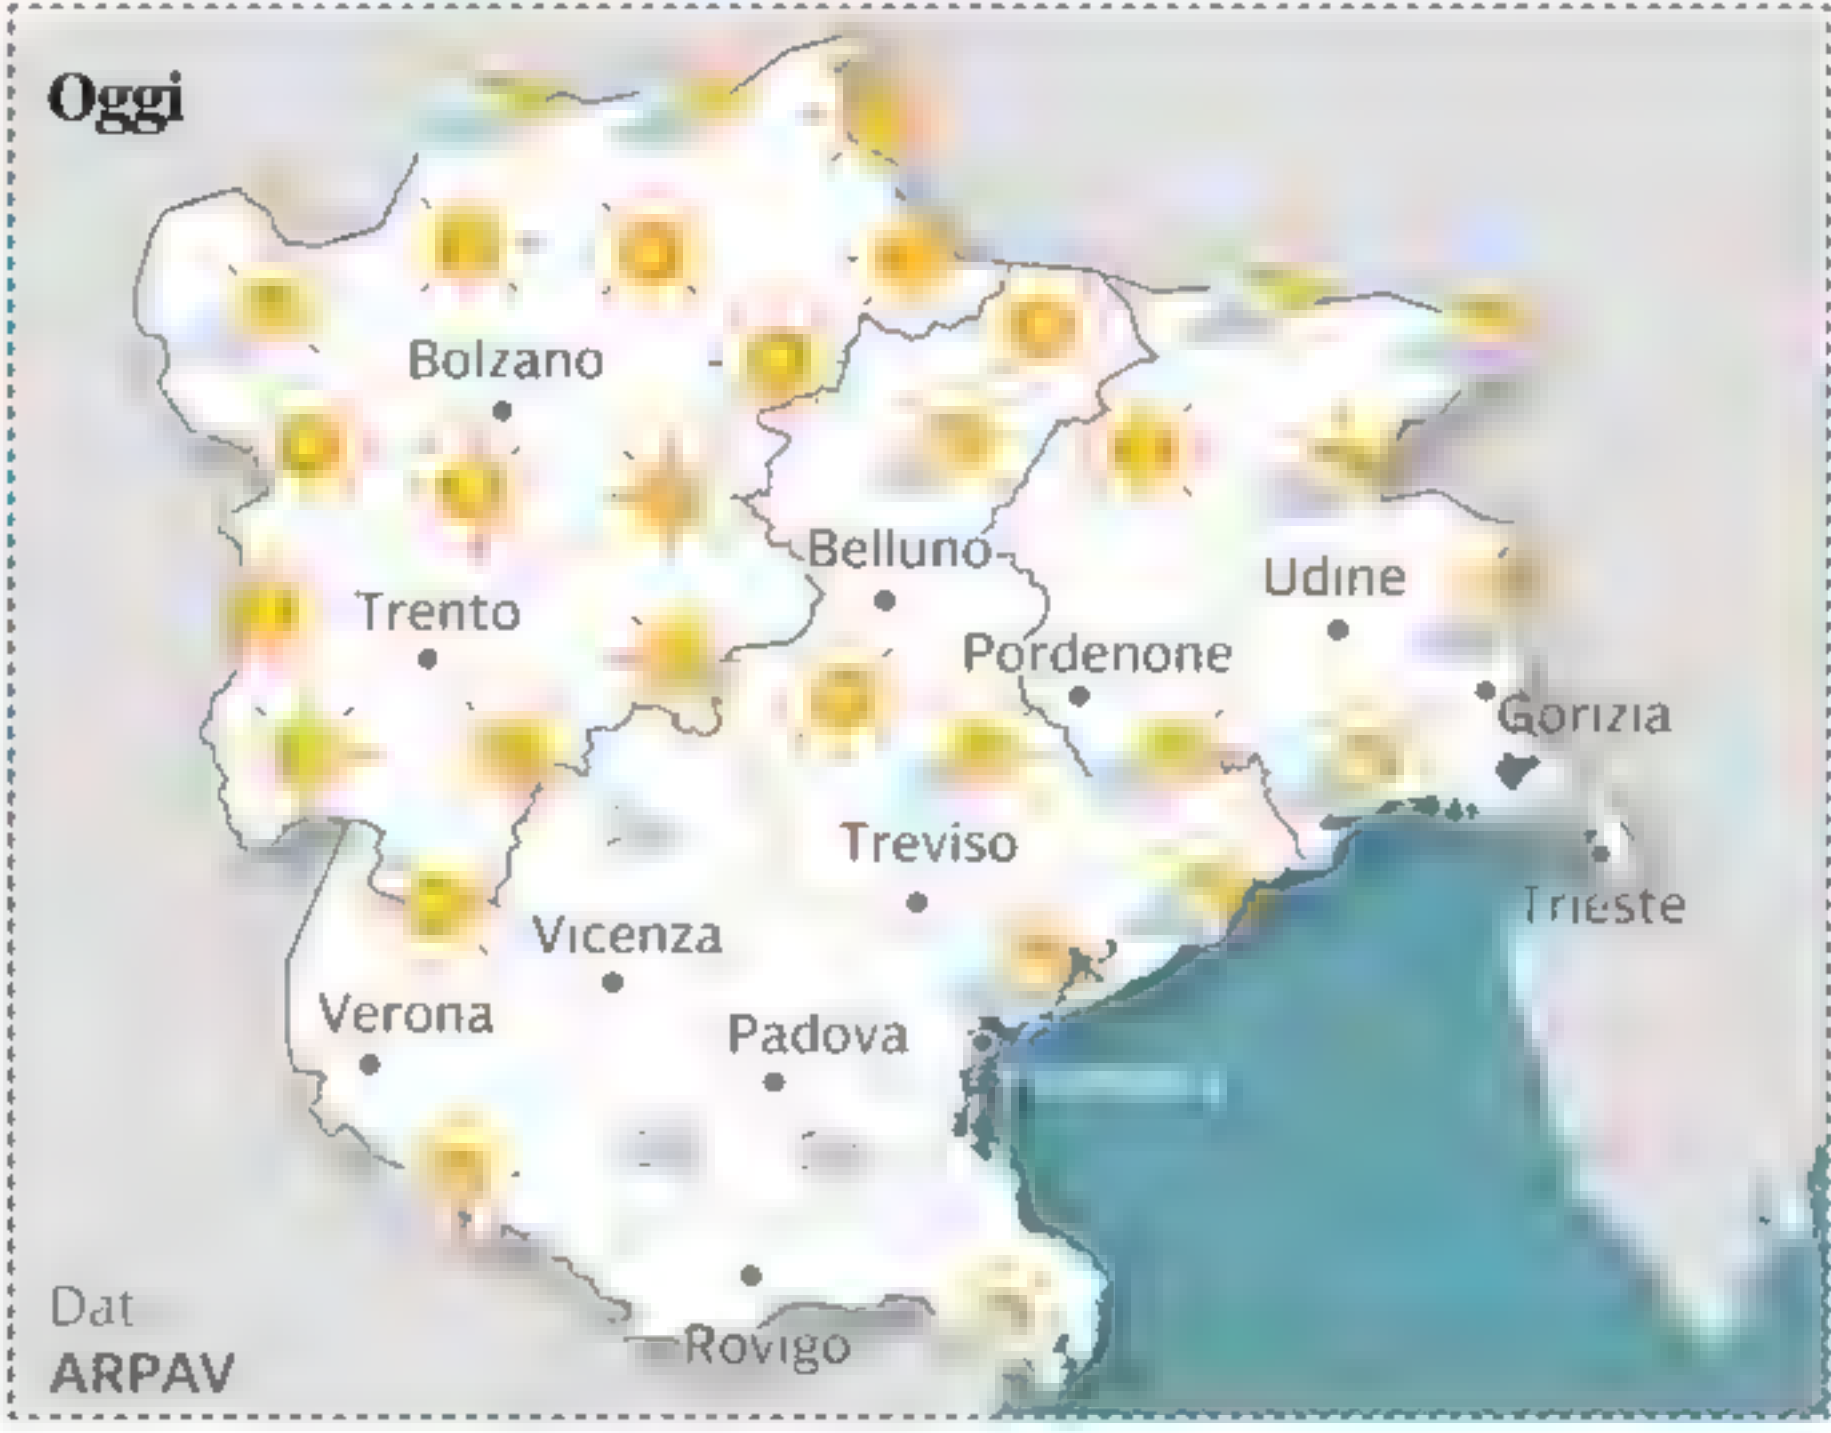 Oggi
Bolzano
Belluno
Udine
Trento
Pordenone
Gorizia
Treviso
Trieste
Vicenza
Verona
Padova
Rovigo
Dat
ARPAV